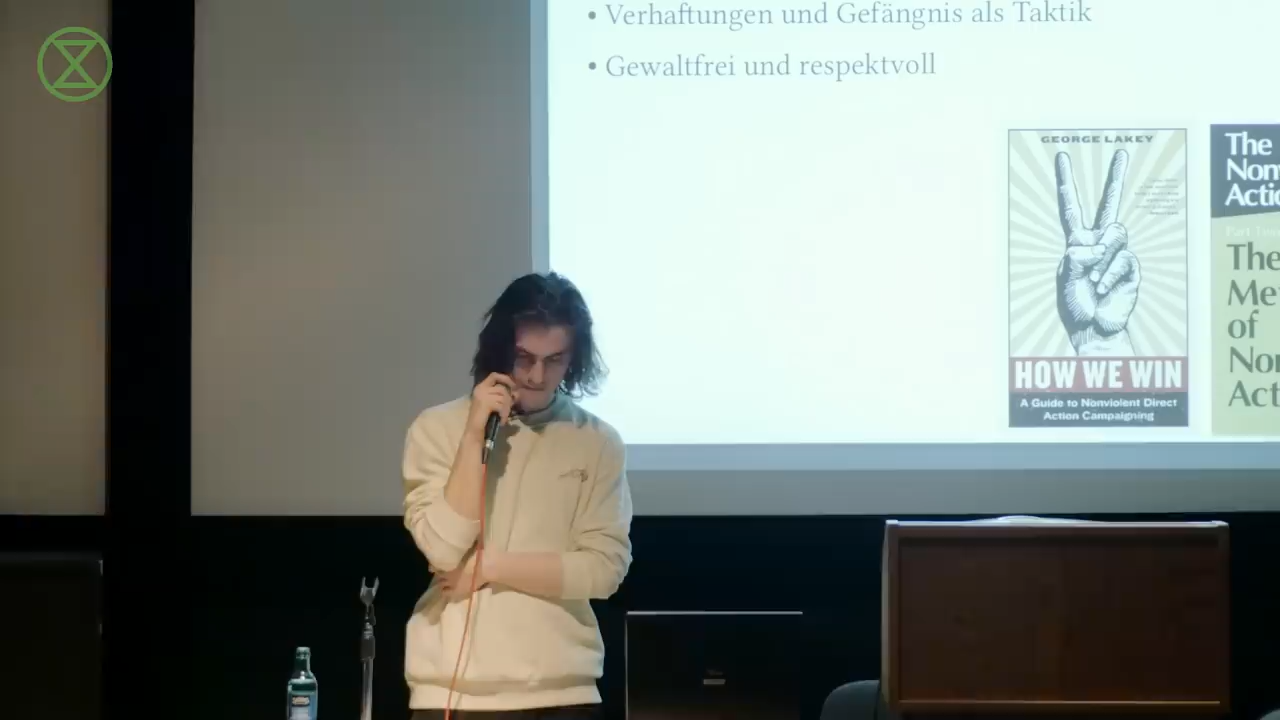 • Verhaftungen und Gefängnis als Taktik
• Gewaltfrei und respektvoll
GEORGE LAKEY
HOW WE WIN
A Guide to Nonviolent Direct
Action Campaigning
The
Non
Actio
The
Me
of
Non
Act